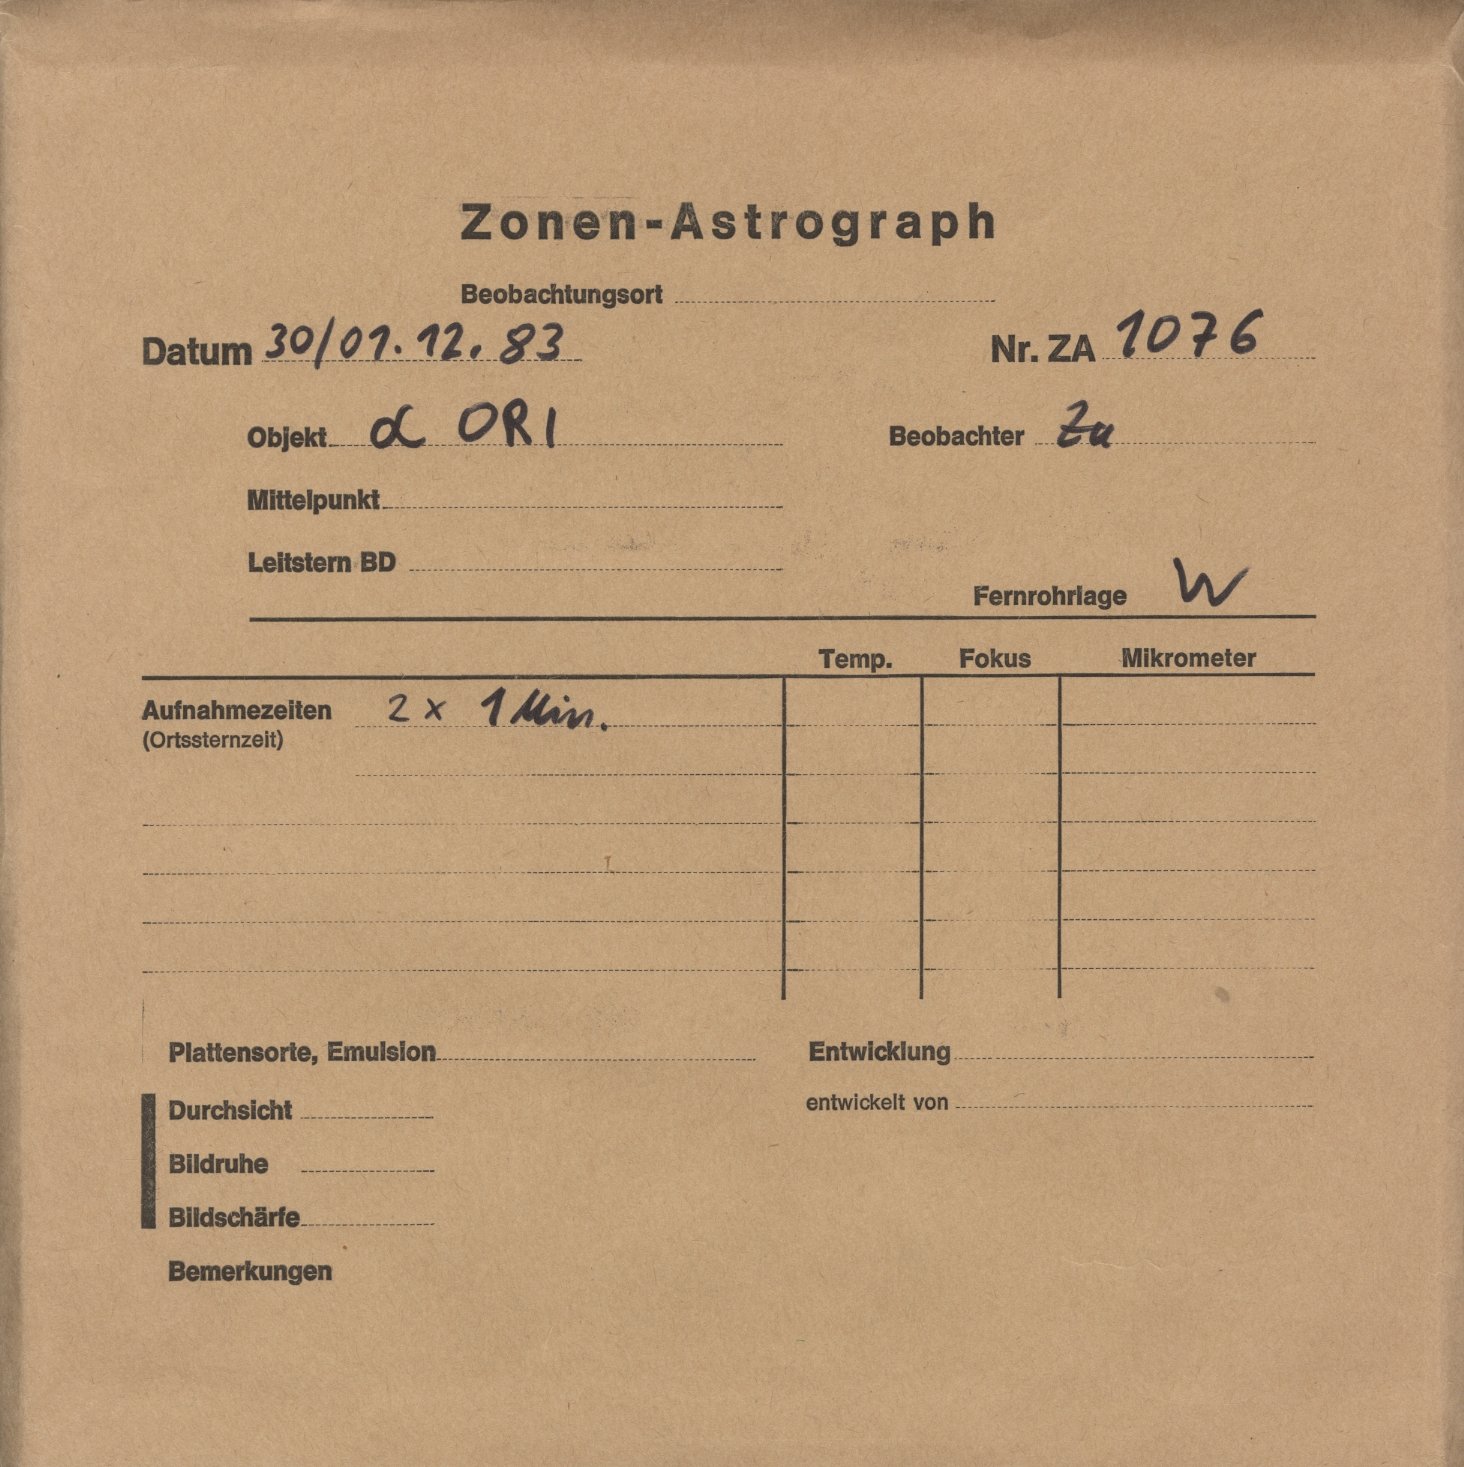 Zonen-Astrograph
Beobachtungsort
Datum 30/01.12.83 Nr. ZA 1076
Objekt α ORI Beobachter Zu
Mittelpunkt
Leitstern BD
Fernrohrlage W
Temp. Fokus Mikrometer
Aufnahmezeiten 2 x 1 Min.
(Ortssternzeit)
Plattensorte, Emulsion Entwicklung
Durchsicht entwickelt von
Bildruhe
Bildschärfe
Bemerkungen